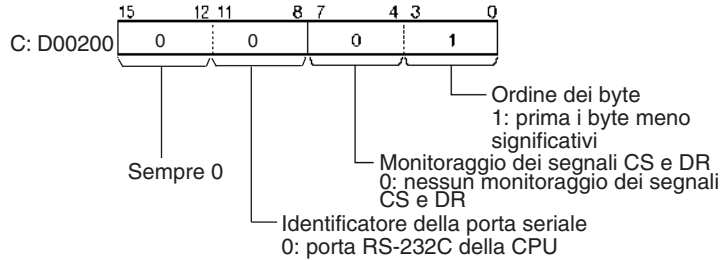 15 12 11 8 7 4 3 0
C: D00200 0 0 0 1
Ordine dei byte
1: prima i byte meno
significativi
Sempre 0
Monitoraggio dei segnali CS e DR
0: nessun monitoraggio dei segnali
CS e DR
Identificatore della porta seriale
0: porta RS-232C della CPU